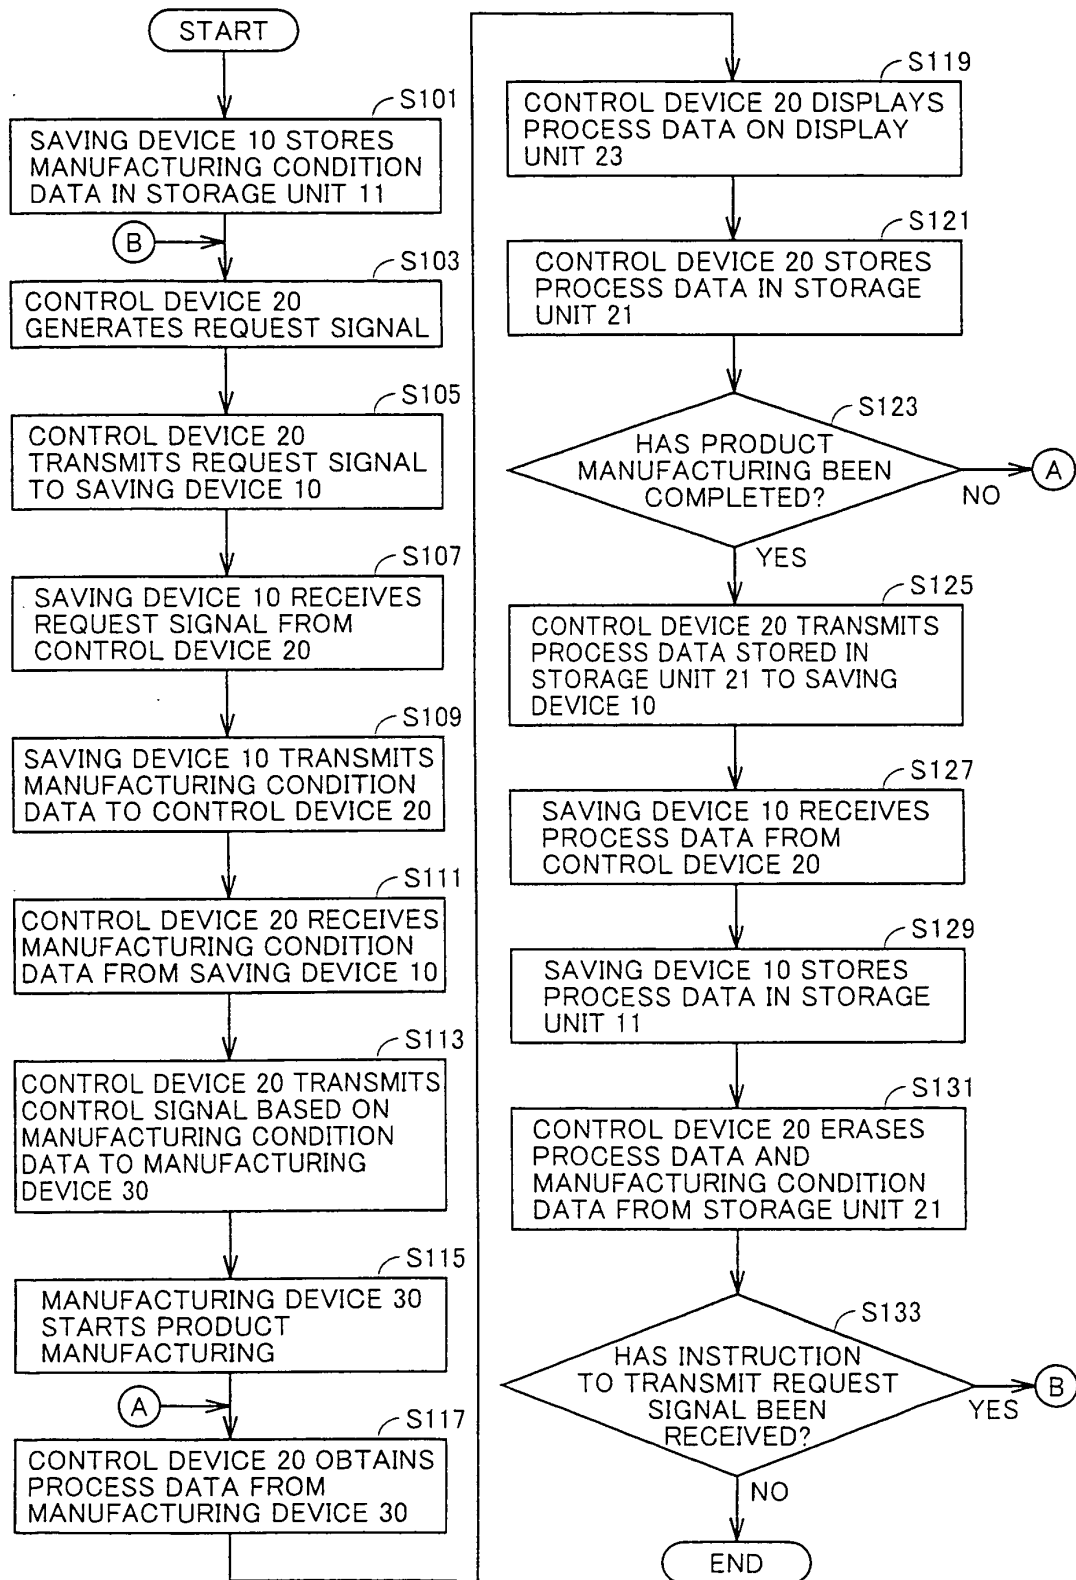 START
S101
SAVING DEVICE 10 STORES
MANUFACTURING CONDITION
DATA IN STORAGE UNIT 11
B
S103
CONTROL DEVICE 20
GENERATES REQUEST SIGNAL
S105
CONTROL DEVICE 20
TRANSMITS REQUEST SIGNAL
TO SAVING DEVICE 10
S107
SAVING DEVICE 10 RECEIVES
REQUEST SIGNAL FROM
CONTROL DEVICE 20
S109
SAVING DEVICE 10 TRANSMITS
MANUFACTURING CONDITION
DATA TO CONTROL DEVICE 20
S111
CONTROL DEVICE 20 RECEIVES
MANUFACTURING CONDITION
DATA FROM SAVING DEVICE 10
S113
CONTROL DEVICE 20 TRANSMITS
CONTROL SIGNAL BASED ON
MANUFACTURING CONDITION
DATA TO MANUFACTURING
DEVICE 30
S115
MANUFACTURING DEVICE 30
STARTS PRODUCT
MANUFACTURING
A
S117
CONTROL DEVICE 20 OBTAINS
PROCESS DATA FROM
MANUFACTURING DEVICE 30
S119
CONTROL DEVICE 20 DISPLAYS
PROCESS DATA ON DISPLAY
UNIT 23
S121
CONTROL DEVICE 20 STORES
PROCESS DATA IN STORAGE
UNIT 21
S123
HAS PRODUCT
MANUFACTURING BEEN
COMPLETED?
A
NO
YES
S125
CONTROL DEVICE 20 TRANSMITS
PROCESS DATA STORED IN
STORAGE UNIT 21 TO SAVING
DEVICE 10
S127
SAVING DEVICE 10 RECEIVES
PROCESS DATA FROM
CONTROL DEVICE 20
S129
SAVING DEVICE 10 STORES
PROCESS DATA IN STORAGE
UNIT 11
S131
CONTROL DEVICE 20 ERASES
PROCESS DATA AND
MANUFACTURING CONDITION
DATA FROM STORAGE UNIT 21
S133
HAS INSTRUCTION
TO TRANSMIT REQUEST
SIGNAL BEEN
RECEIVED?
B
YES
NO
END